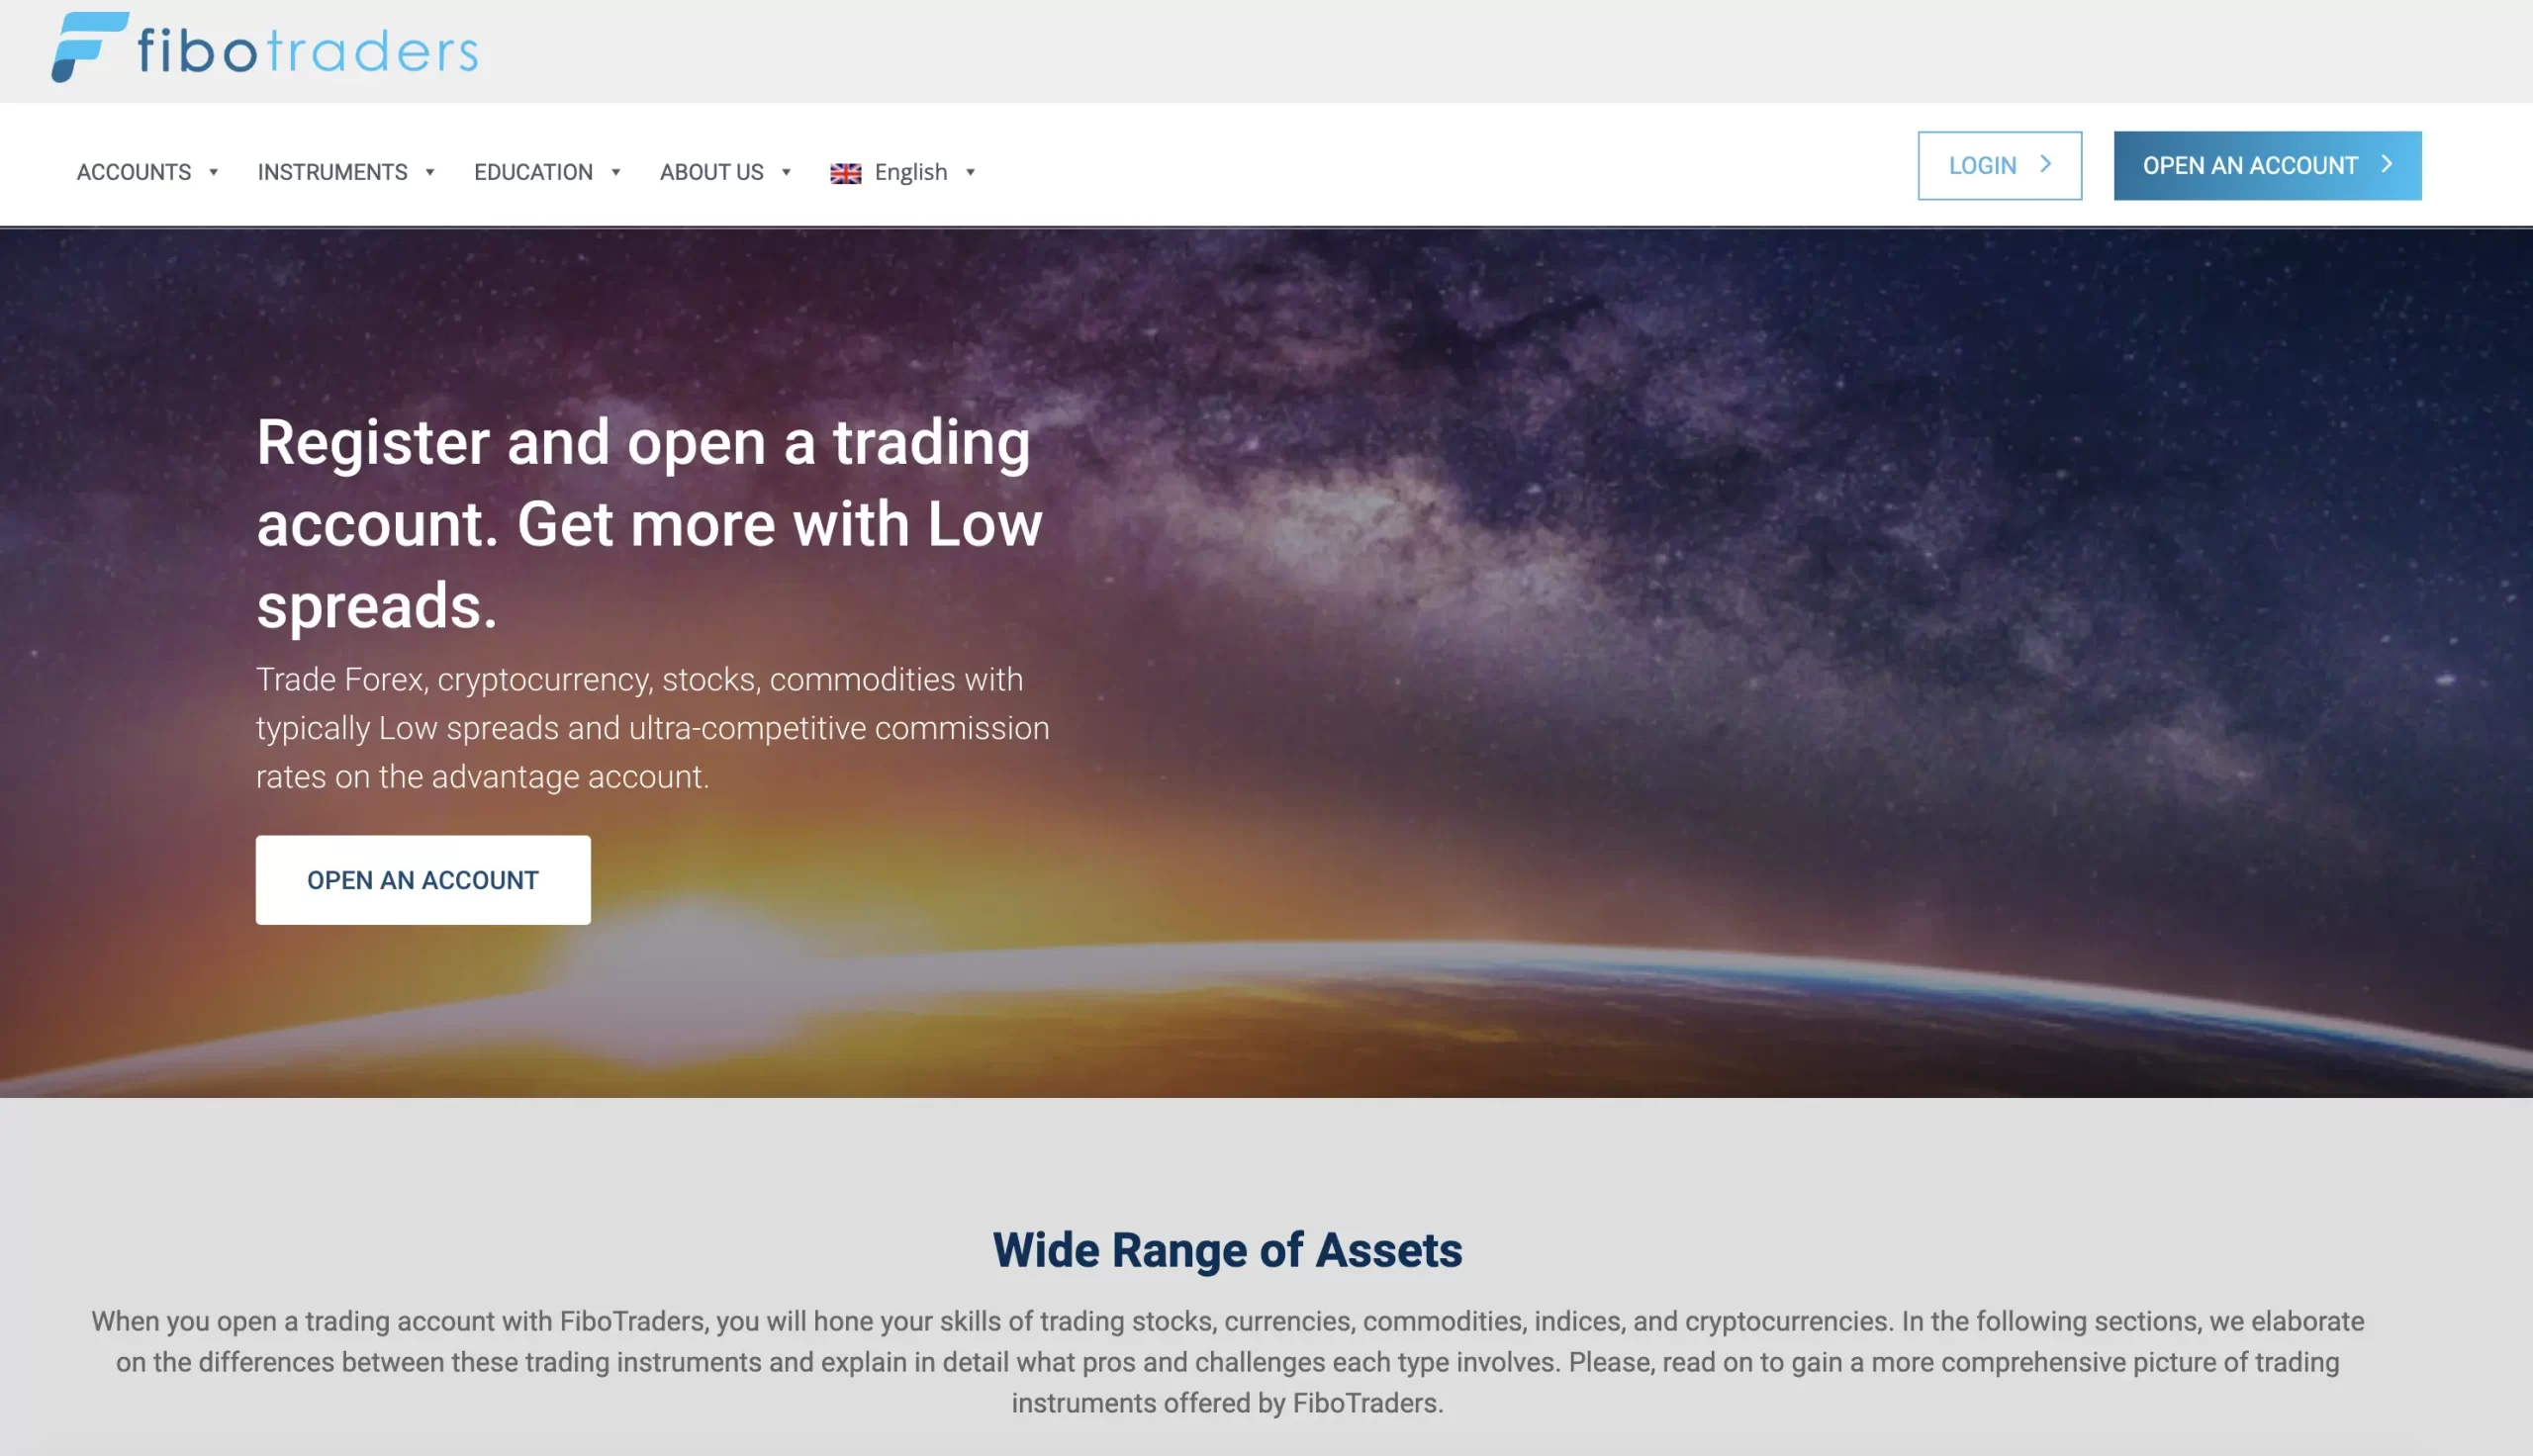 fibotraders
ACCOUNTS INSTRUMENTS EDUCATION ABOUT US English LOGIN OPEN AN ACCOUNT
Register and open a trading
account. Get more with Low
spreads.
Trade Forex, cryptocurrency, stocks, commodities with
typically Low spreads and ultra-competitive commission
rates on the advantage account.
OPEN AN ACCOUNT
Wide Range of Assets
When you open a trading account with FiboTraders, you will hone your skills of trading stocks, currencies, commodities, indices, and cryptocurrencies. In the following sections, we elaborate
on the differences between these trading instruments and explain in detail what pros and challenges each type involves. Please, read on to gain a more comprehensive picture of trading
instruments offered by FiboTraders.